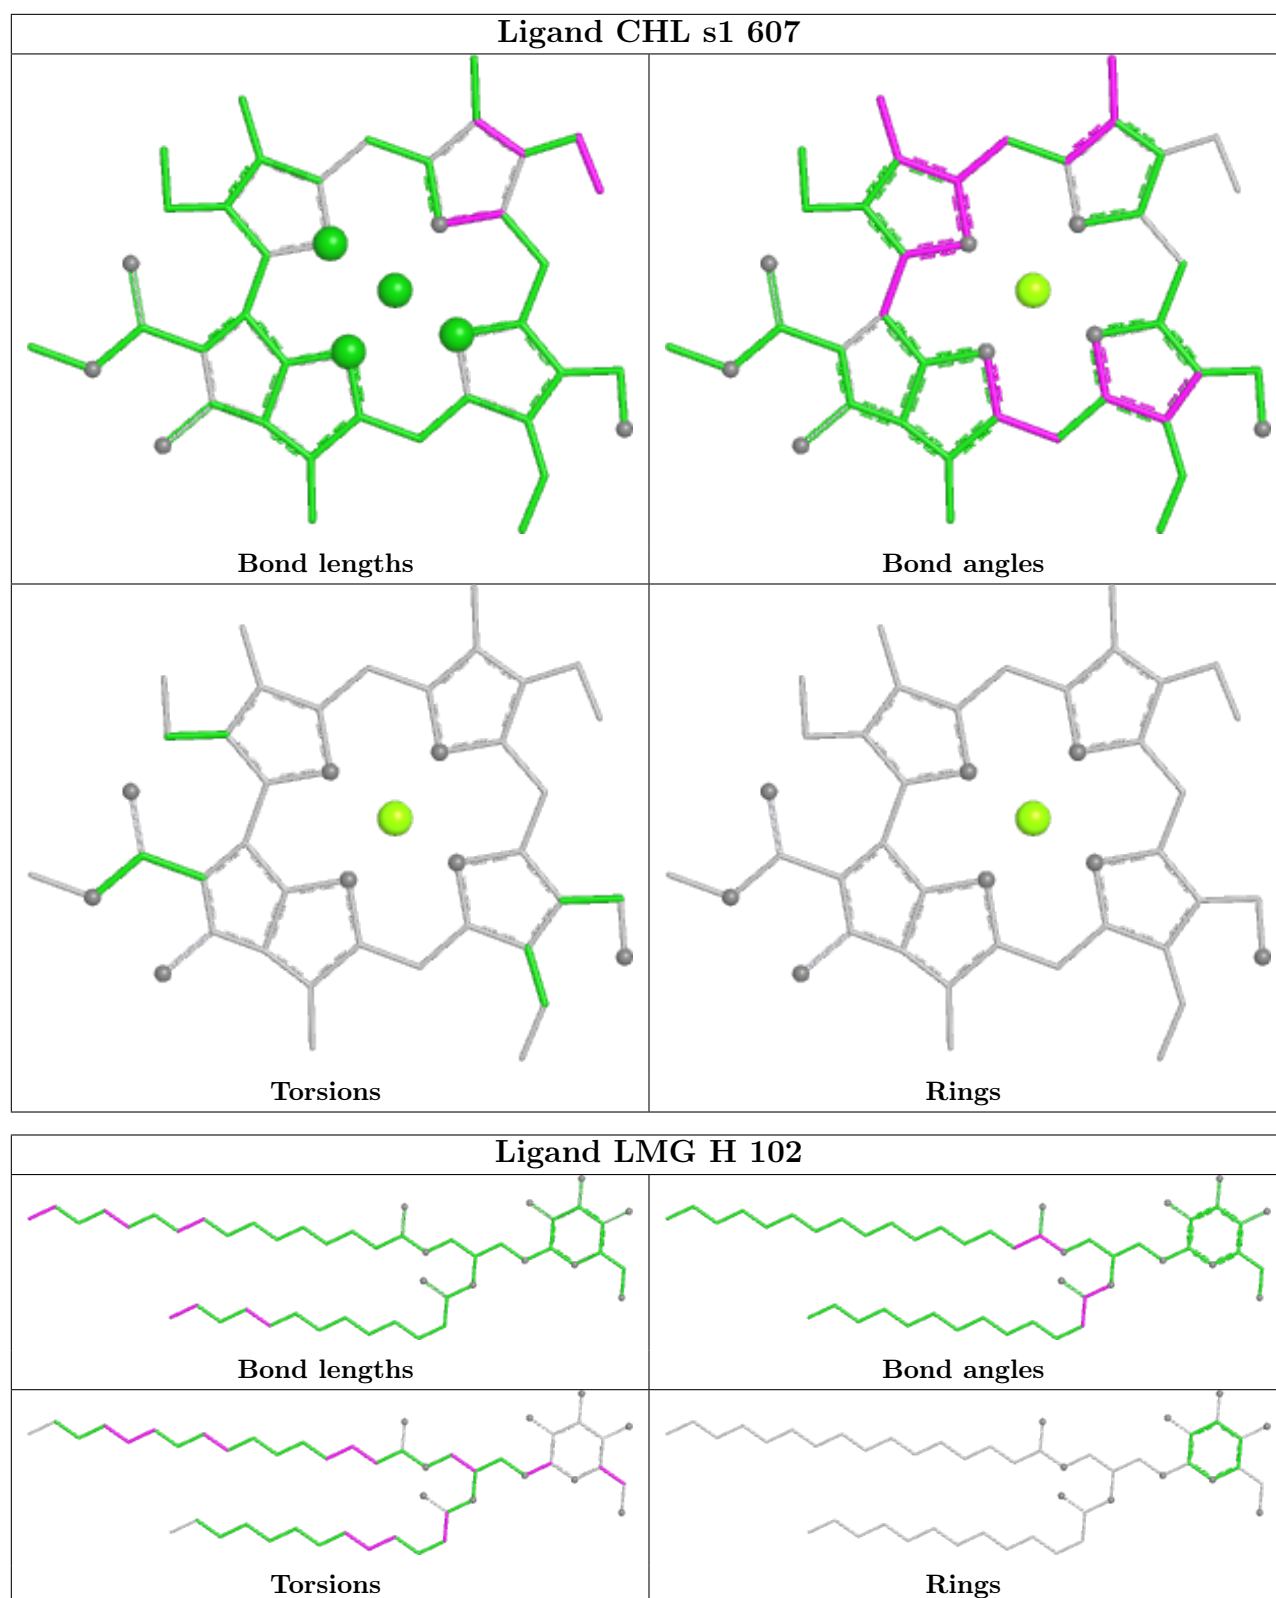 Ligand CHL s1 607
Bond lengths
Bond angles
Torsions
Rings
Ligand LMG H 102
Bond lengths
Bond angles
Torsions
Rings